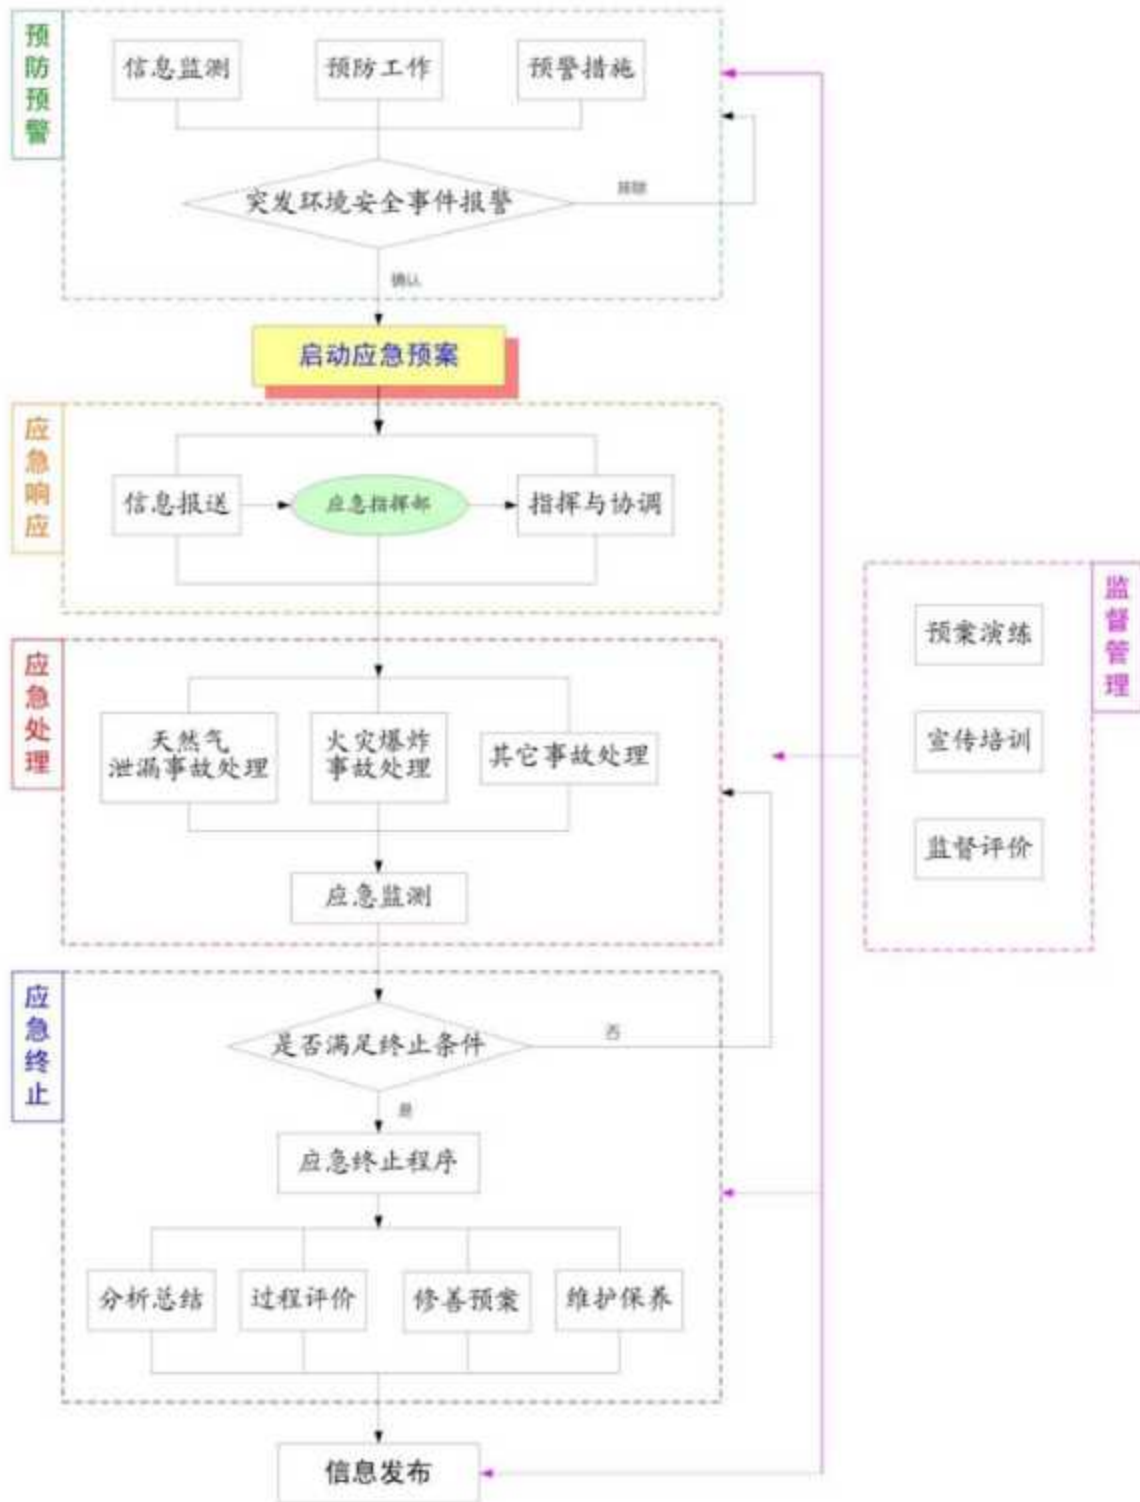 预防预警
信息监测
预防工作
预警措施
突发环境安全事件报警
排除
确认
启动应急预案
应急响应
信息报送
应急指挥部
指挥与协调
应急处理
天然气
泄漏事故处理
火灾爆炸
事故处理
其它事故处理
应急监测
应急终止
是否满足终止条件
否
是
应急终止程序
分析总结
过程评价
修善预案
维护保养
信息发布
监督管理
预案演练
宣传培训
监督评价